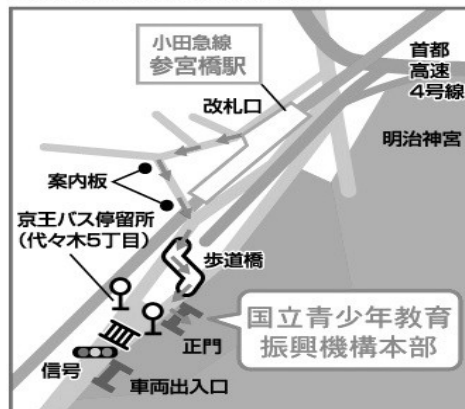 小田急線
参宮橋駅
首都
高速
4号線
改札口
明治神宮
案内板
京王バス停留所
(代々木5丁目)
歩道橋
国立青少年教育
振興機構本部
正門
信号
車両出入口